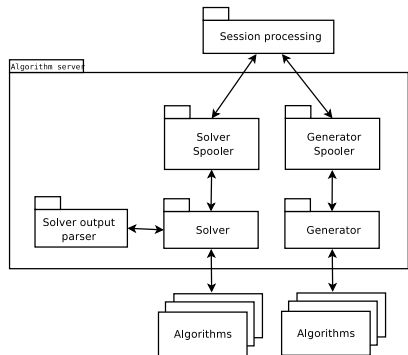 Session processing
Algorithm server
Solver
Spooler
Generator
Spooler
Solver output
parser
Solver
Generator
Algorithms
Algorithms